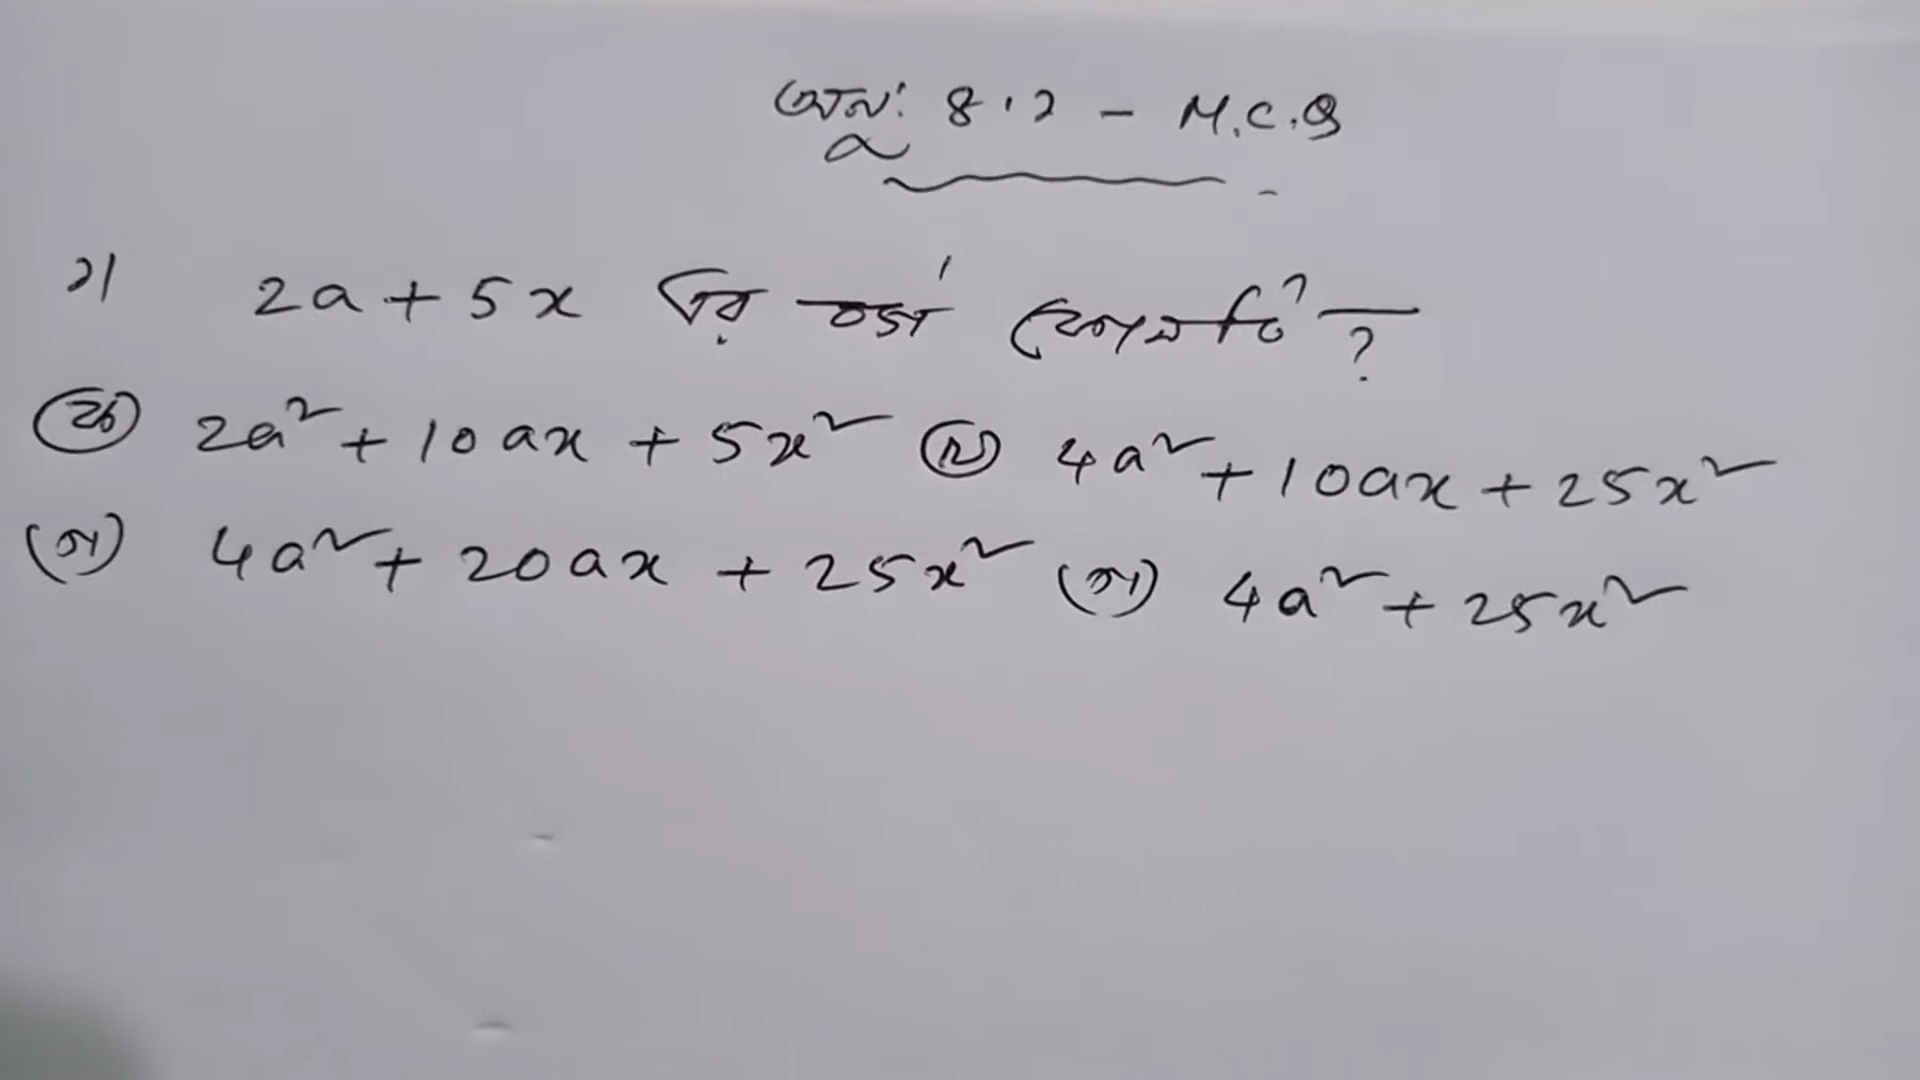 অনু: ৪.১ - M.C.Q
১। 2a + 5x এর বর্গ কোনটি?
(ক) 2a² + 10ax + 5x² (খ) 4a² + 10ax + 25x²
(গ) 4a² + 20ax + 25x² (ঘ) 4a² + 25x²